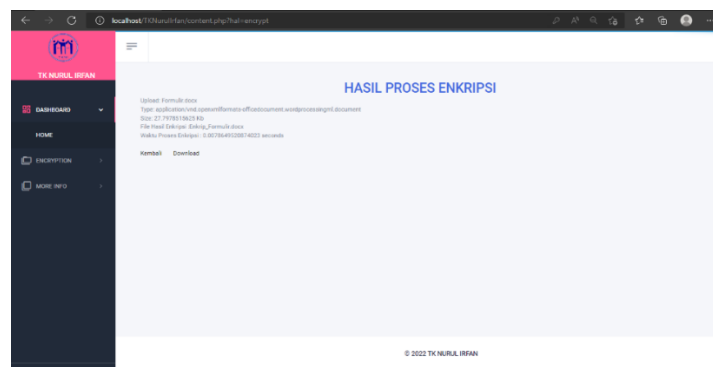 localhost/TKNurulIrfan/content.php?hal=encrypt
TK NURUL IRFAN
DASHBOARD
HOME
ENCRYPTION
MORE INFO
HASIL PROSES ENKRIPSI
Upload: Formulir.docx
Type: application/vnd.openxmlformats-officedocument.wordprocessingml.document
Size: 27.7978515625 Kb
File Hasil Enkripsi: Enkrip_Formulir.docx
Waktu Proses Enkripsi : seconds
Kembali Download
© 2022 TK NURUL IRFAN